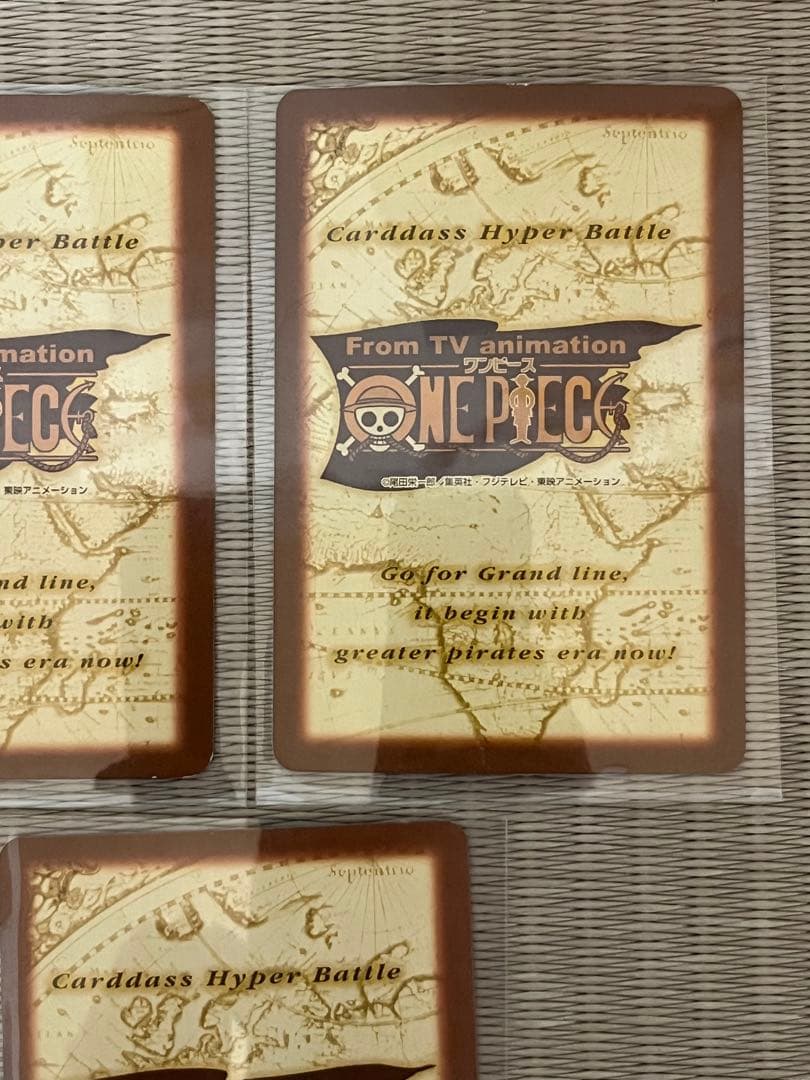 Septentrio
per Battle
mation
PIECE
東映アニメーション
nd line,
with
s era now!
Septentrio
Carddass Hyper Battle
From TV animation
ワンピース
ONE PIECE
©尾田栄一郎/集英社・フジテレビ・東映アニメーション
Go for Grand line,
it begin with
greater pirates era now!
Septentrio
Carddass Hyper Battle